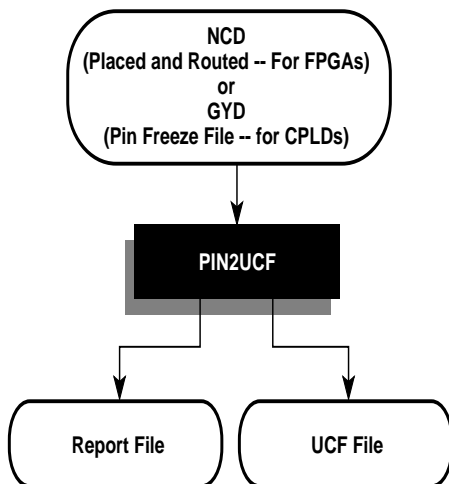 NCD
(Placed and Routed -- For FPGAs)
or
GYD
(Pin Freeze File -- for CPLDs)
PIN2UCF
Report File
UCF File